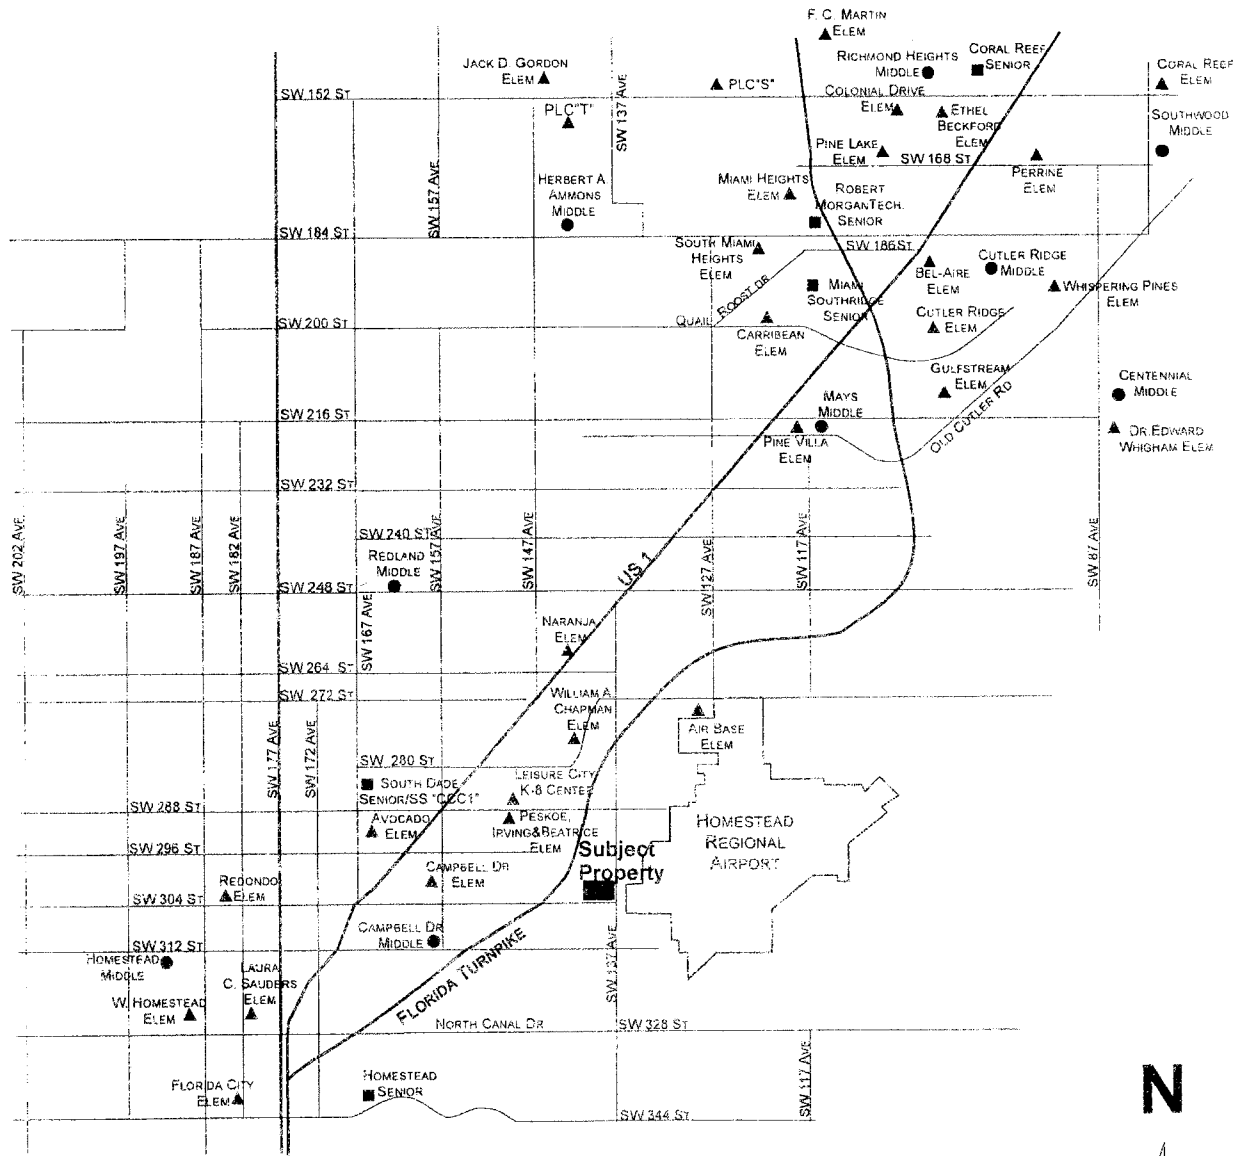 F. C. MARTIN
ELEM
JACK D. GORDON
ELEM
RICHMOND HEIGHTS
MIDDLE
CORAL REEF
SENIOR
CORAL REEF
ELEM
SW 152 ST
PLC"S"
COLONIAL DRIVE
ELEM
ETHEL
BECKFORD
ELEM
SOUTHWOOD
MIDDLE
PLC"T"
SW 137 AVE
PINE LAKE
ELEM
SW 168 ST
PERRINE
ELEM
SW 157 AVE
HERBERT A
AMMONS
MIDDLE
MIAMI HEIGHTS
ELEM
ROBERT
MORGAN TECH.
SENIOR
SW 184 ST
SOUTH MIAMI
HEIGHTS
ELEM
SW 186 ST
BEL-AIRE
ELEM
CUTLER RIDGE
MIDDLE
WHISPERING PINES
ELEM
MIAMI
SOUTHRIDGE
SENIOR
QUAIL ROOST DR
SW 200 ST
CARRIBEAN
ELEM
CUTLER RIDGE
ELEM
GULFSTREAM
ELEM
CENTENNIAL
MIDDLE
MAYS
MIDDLE
OLD CUTLER RD
SW 216 ST
PINE VILLA
ELEM
DR. EDWARD
WHIGHAM ELEM
SW 232 ST
SW 202 AVE
SW 197 AVE
SW 187 AVE
SW 182 AVE
SW 240 ST
SW 157 AVE
SW 147 AVE
US 1
SW 127 AVE
SW 117 AVE
SW 87 AVE
REDLAND
MIDDLE
SW 248 ST
SW 167 AVE
NARANJA
ELEM
SW 264 ST
SW 272 ST
WILLIAM A
CHAPMAN
ELEM
AIR BASE
ELEM
SW 177 AVE
SW 172 AVE
SW 280 ST
SOUTH DADE
SENIOR/SS "CCC1"
LEISURE CITY
K-8 CENTER
SW 288 ST
AVOCADO
ELEM
PESKOE,
IRVING&BEATRICE
ELEM
HOMESTEAD
REGIONAL
AIRPORT
SW 296 ST
Subject
Property
REDONDO
ELEM
CAMPBELL DR
ELEM
SW 304 ST
CAMPBELL DR
MIDDLE
SW 312 ST
HOMESTEAD
MIDDLE
LAURA
C. SAUDERS
ELEM
FLORIDA TURNPIKE
SW 137 AVE
W. HOMESTEAD
ELEM
NORTH CANAL DR
SW 328 ST
SW 117 AVE
FLORIDA CITY
ELEM
HOMESTEAD
SENIOR
SW 344 ST
N